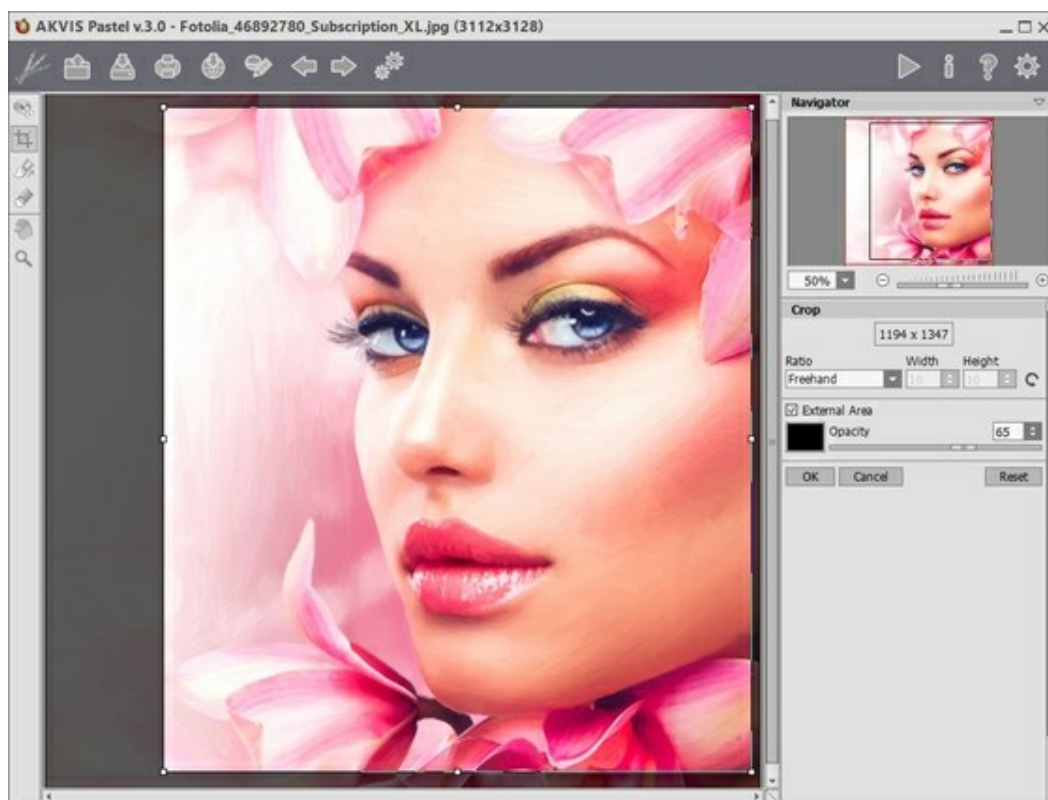 AKVIS Pastel v.3.0 - Fotolia_46892780_Subscription_XL.jpg (3112x3128)
Navigator
50%
Crop
1194 x 1347
Ratio Width Height
Freehand 10 10
External Area
Opacity 65
OK Cancel Reset